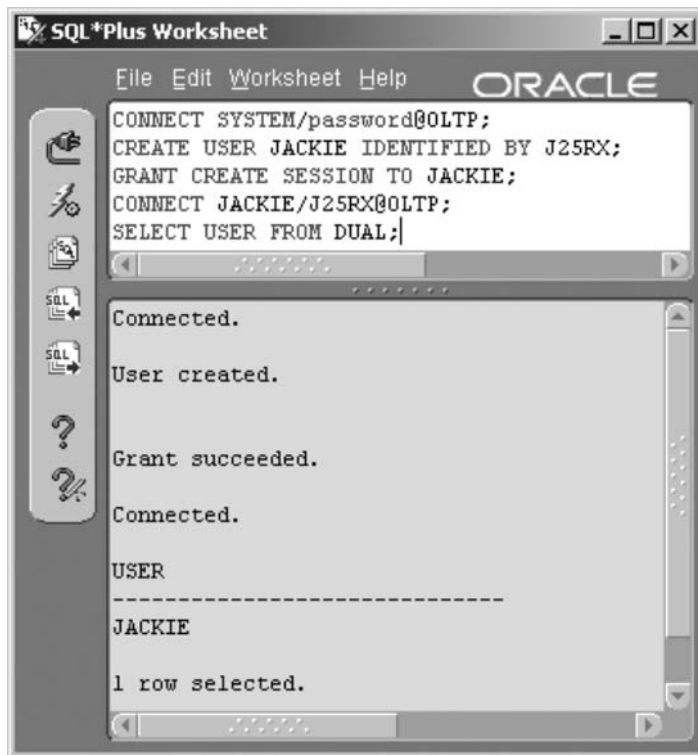 SQL*Plus Worksheet
File Edit Worksheet Help
ORACLE
CONNECT SYSTEM/password@OLTP;
CREATE USER JACKIE IDENTIFIED BY J25RX;
GRANT CREATE SESSION TO JACKIE;
CONNECT JACKIE/J25RX@OLTP;
SELECT USER FROM DUAL;
SQL
SQL
Connected.
User created.
Grant succeeded.
Connected.
USER
------------------------------
JACKIE
1 row selected.